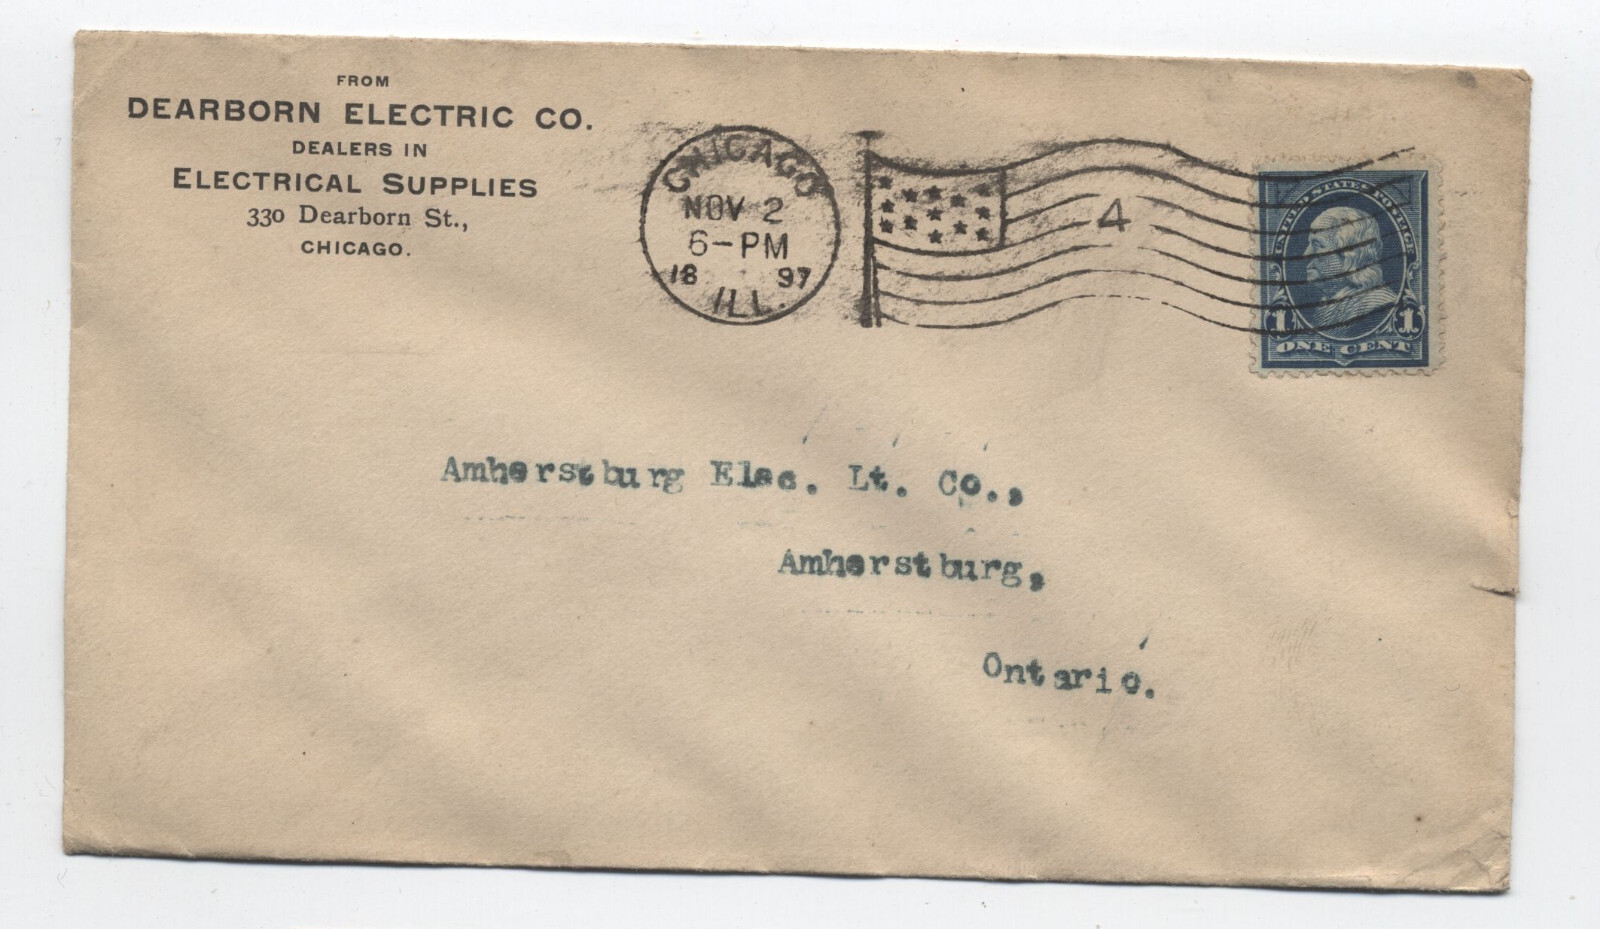 FROM
DEARBORN ELECTRIC CO.
DEALERS IN
ELECTRICAL SUPPLIES
330 Dearborn St.,
CHICAGO.
CHICAGO
NOV 2
6-PM
18 97
ILL.
4
UNITED STATES POSTAGE
1 1
ONE CENT
Amherstburg Elec. Lt. Co.,
Amherstburg,
Ontario.